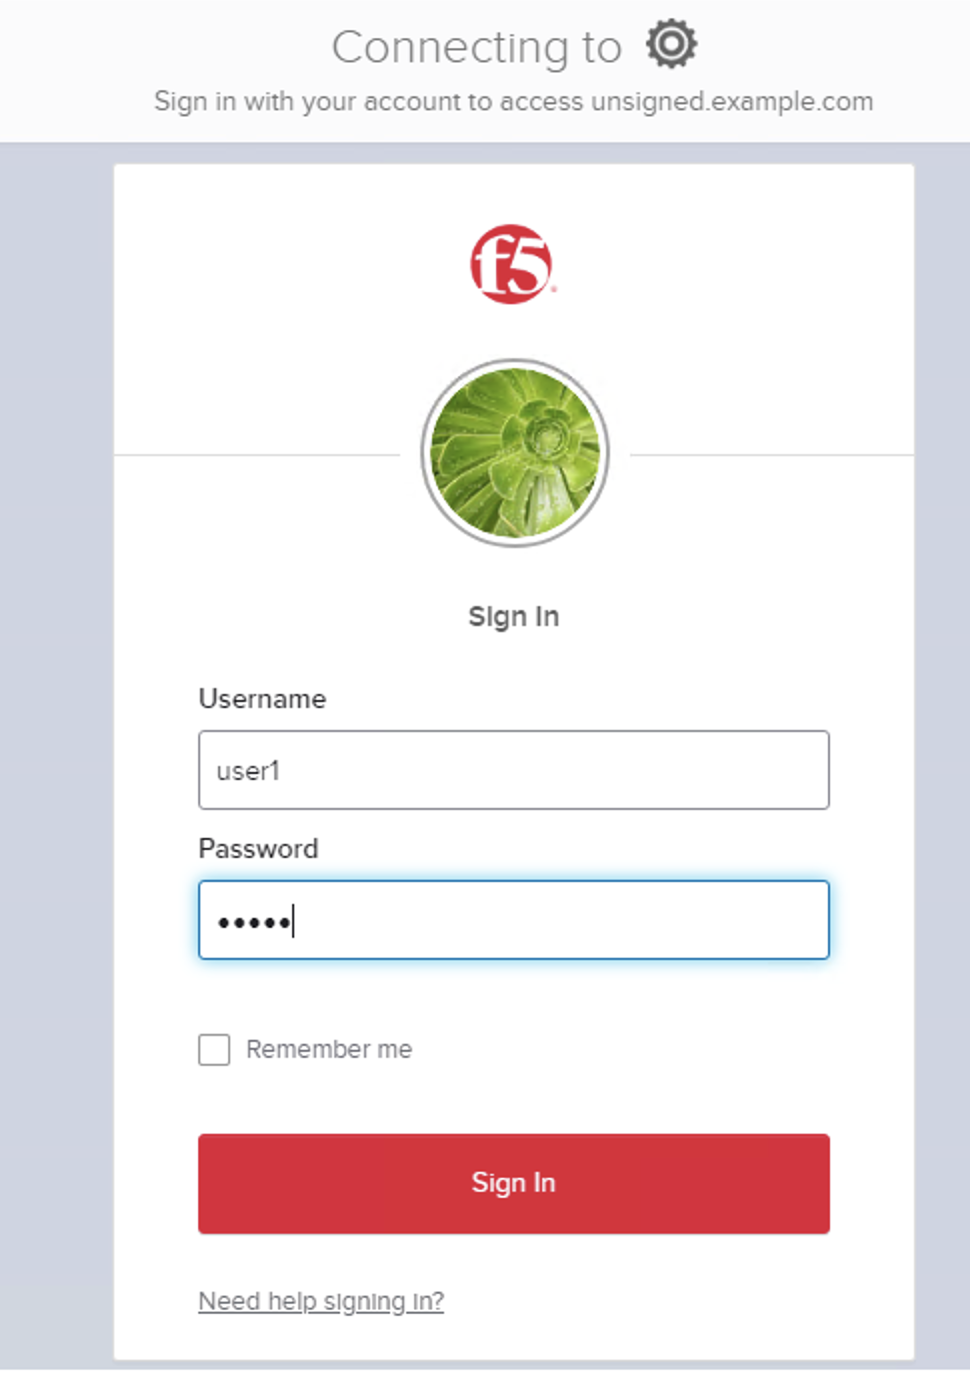 Connecting to
Sign in with your account to access unsigned.example.com
f5
Sign In
Username
user1
Password
•••••
Remember me
Sign In
Need help signing in?